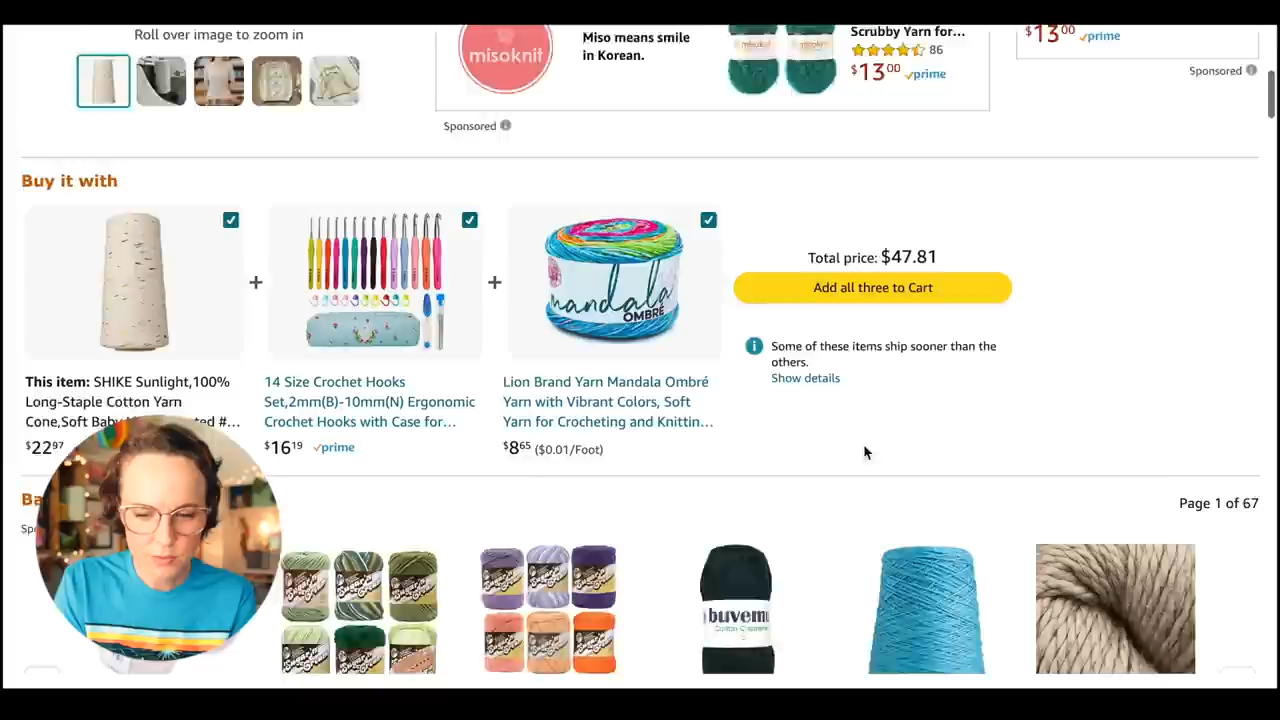 Roll over image to zoom in
misoknit
Miso means smile
in Korean.
Scrubby Yarn for...
86
$13 00 prime
Sponsored
$13 00 prime
Sponsored
Buy it with
mandala
OMBRÉ
Total price: $47.81
Add all three to Cart
Some of these items ship sooner than the
others.
Show details
This item: SHIKE Sunlight,100%
Long-Staple Cotton Yarn
Cone,Soft Baby ted #...
$22 97
14 Size Crochet Hooks
Set,2mm(B)-10mm(N) Ergonomic
Crochet Hooks with Case for...
$16 19 prime
Lion Brand Yarn Mandala Ombré
Yarn with Vibrant Colors, Soft
Yarn for Crocheting and Knittin...
$8 65 ($0.01/Foot)
Ba
Page 1 of 67
Sp
buvem